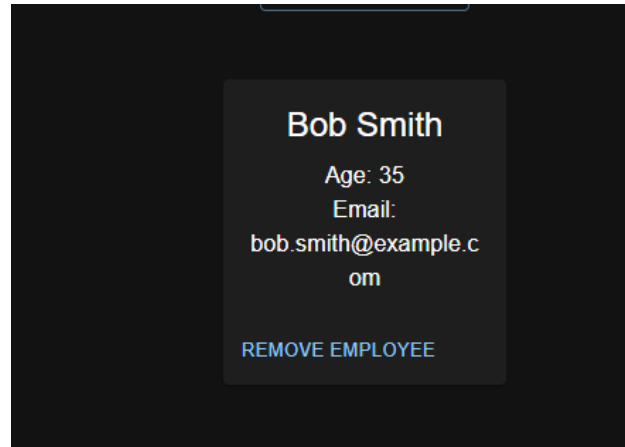 Bob Smith
Age: 35
Email:
bob.smith@example.c
om
REMOVE EMPLOYEE